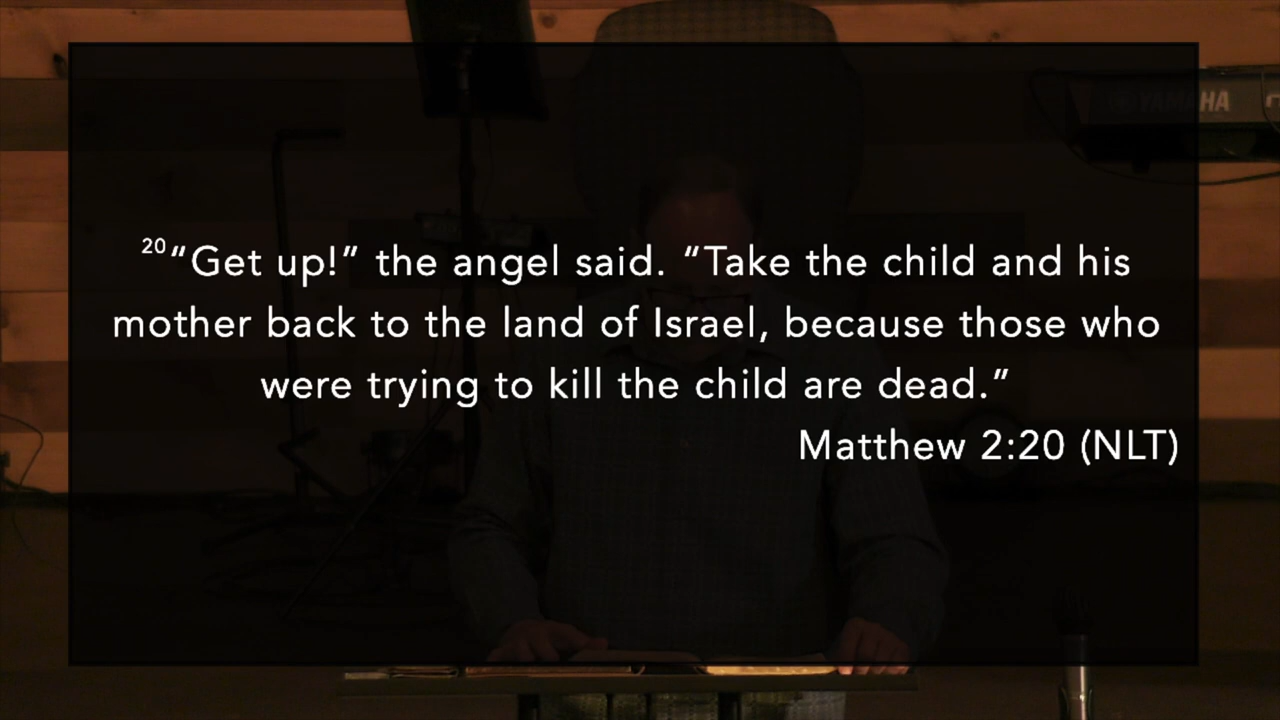 YAMAHA
20“Get up!” the angel said. “Take the child and his
mother back to the land of Israel, because those who
were trying to kill the child are dead.”
Matthew 2:20 (NLT)